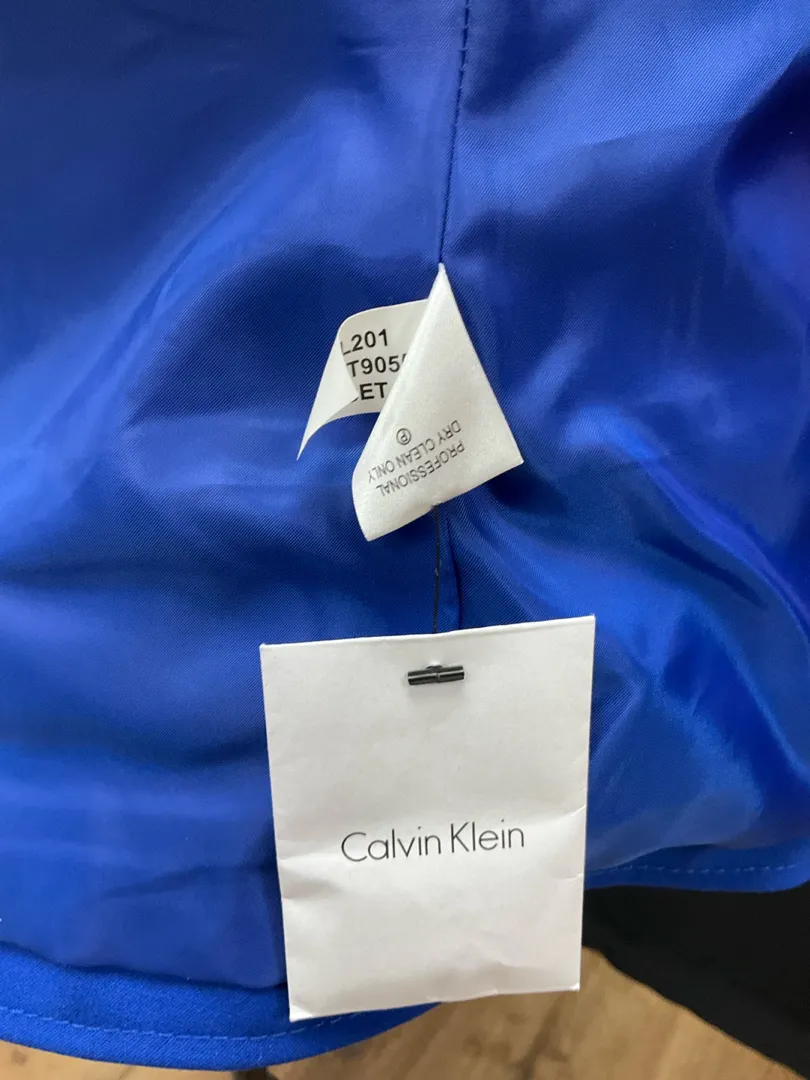 L201
T905
ET
PROFESSIONAL
DRY CLEAN ONLY
Ⓟ
Calvin Klein